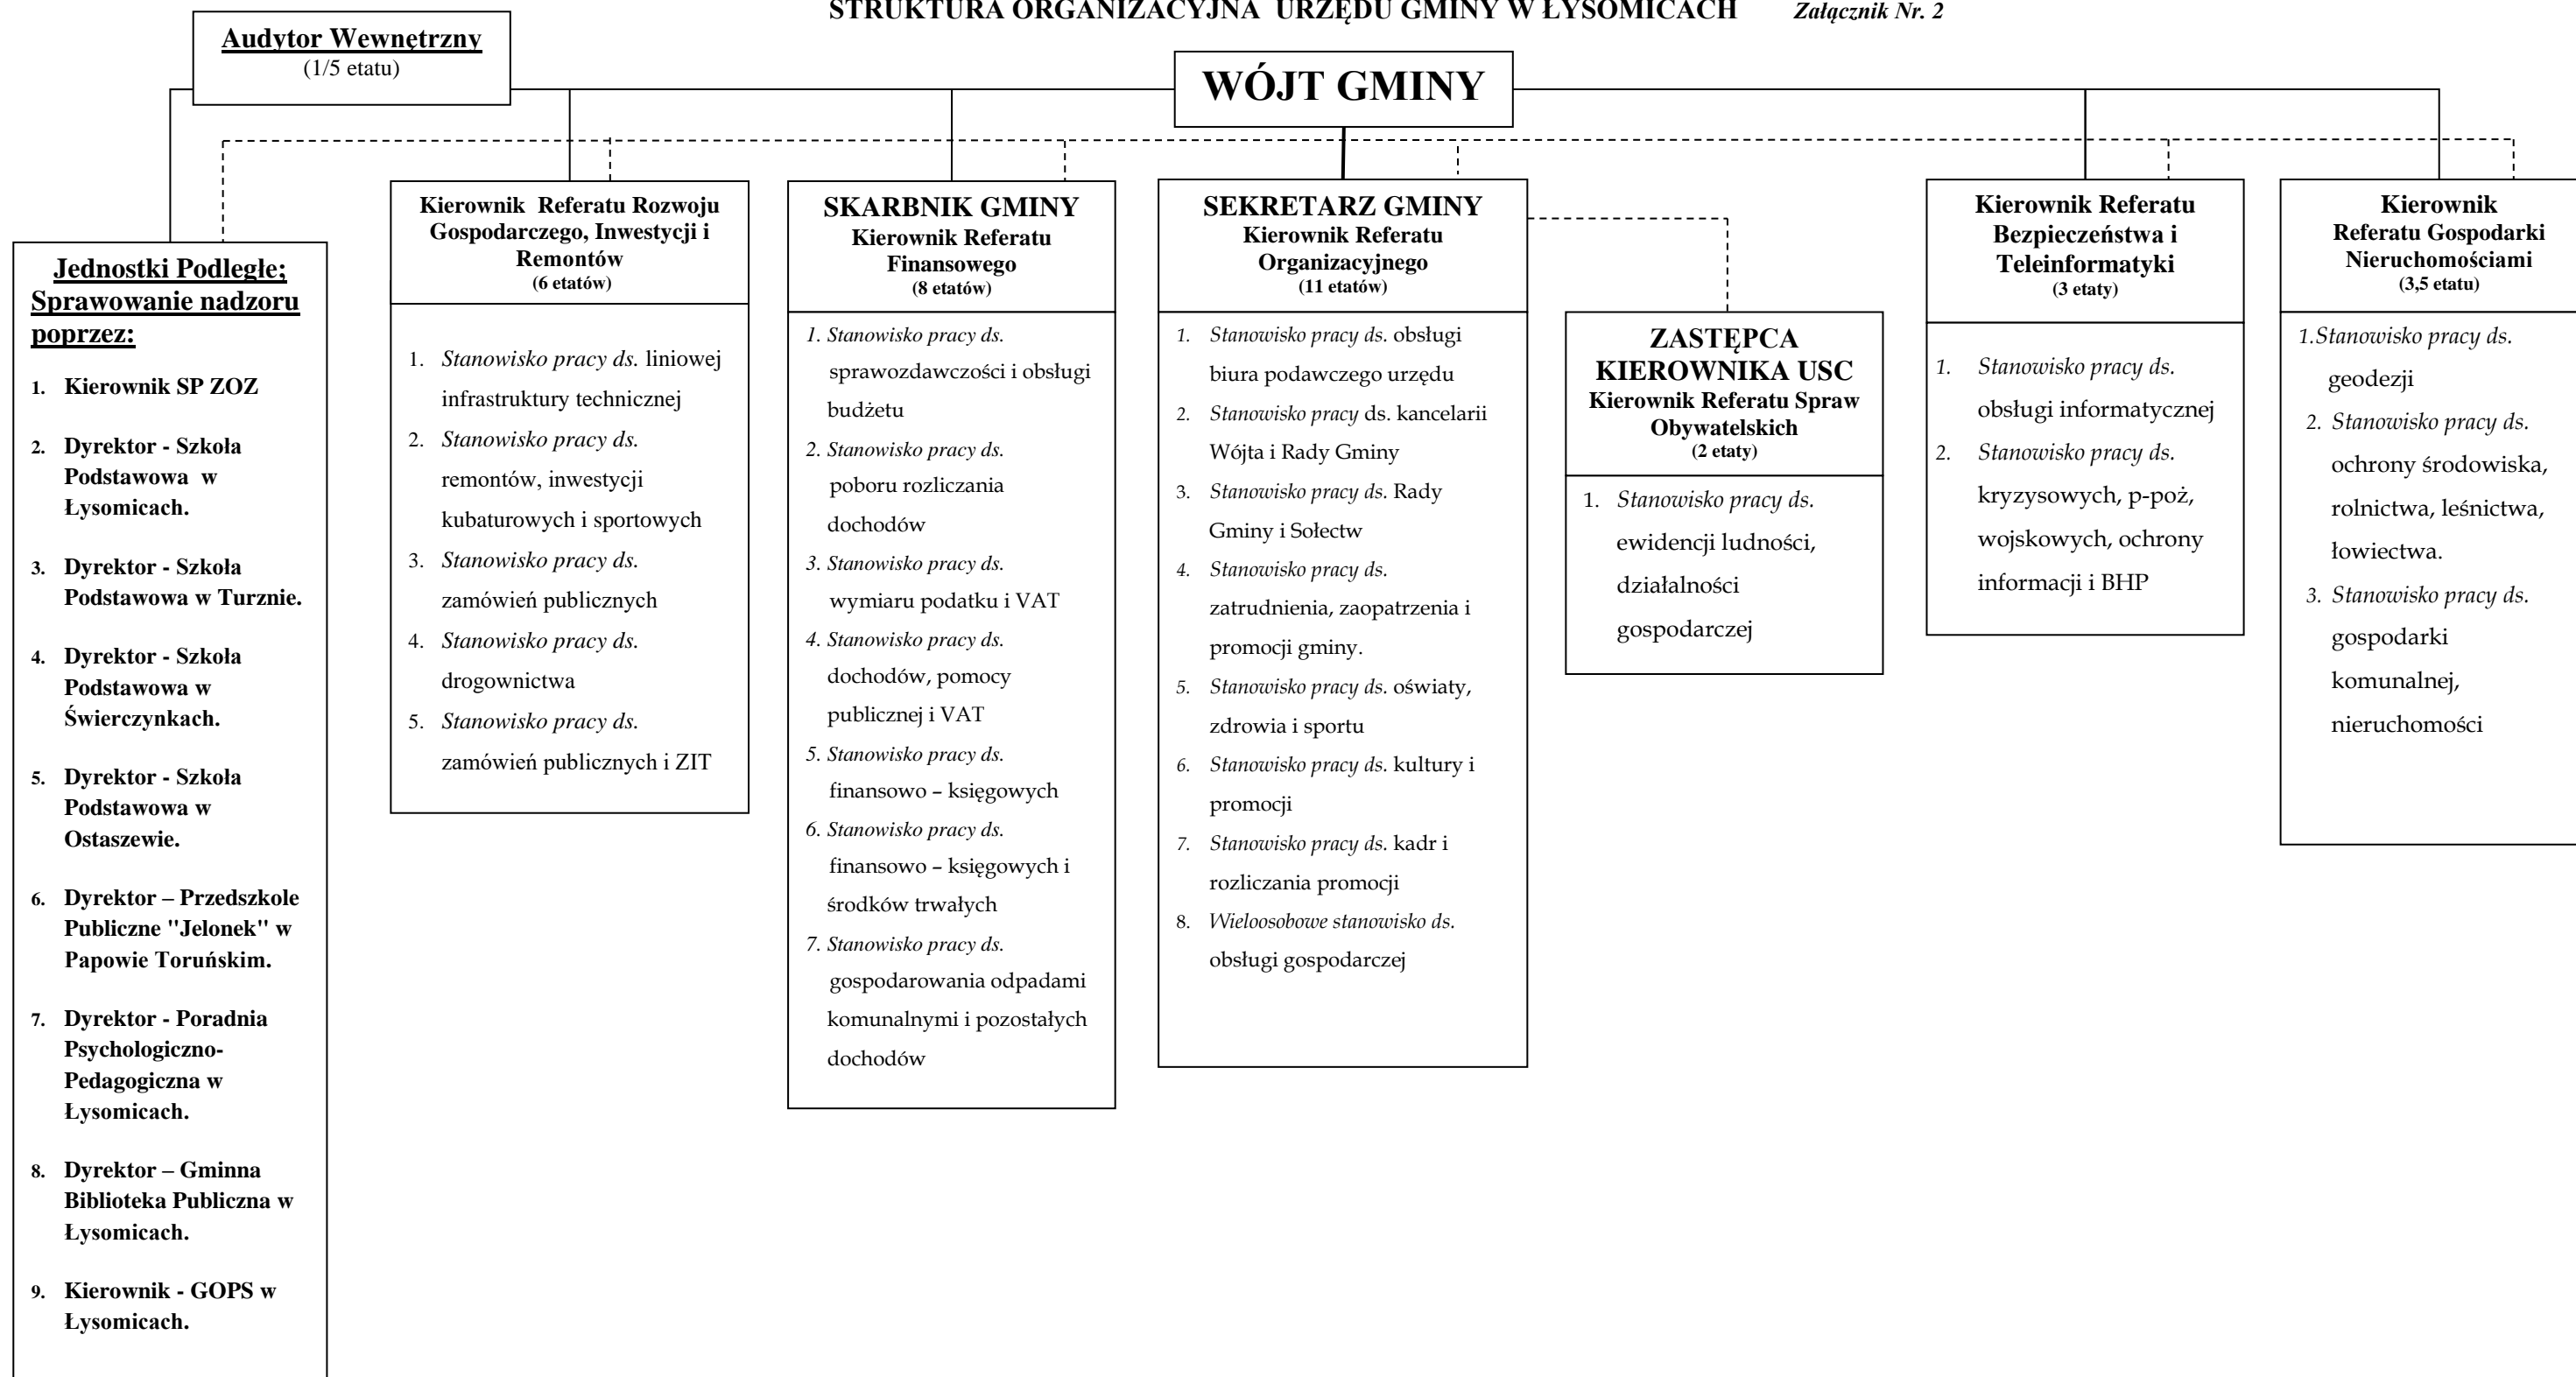 STRUKTURA ORGANIZACYJNA URZĘDU GMINY W ŁYSOMICACH Załącznik Nr. 2
Audytor Wewnętrzny
(1/5 etatu)
WÓJT GMINY
Jednostki Podległe;
Sprawowanie nadzoru
poprzez:
1. Kierownik SP ZOZ
2. Dyrektor - Szkoła
Podstawowa w
Łysomicach.
3. Dyrektor - Szkoła
Podstawowa w Turznie.
4. Dyrektor - Szkoła
Podstawowa w
Świerczynkach.
5. Dyrektor - Szkoła
Podstawowa w
Ostaszewie.
6. Dyrektor – Przedszkole
Publiczne "Jelonek" w
Papowie Toruńskim.
7. Dyrektor - Poradnia
Psychologiczno-
Pedagogiczna w
Łysomicach.
8. Dyrektor – Gminna
Biblioteka Publiczna w
Łysomicach.
9. Kierownik - GOPS w
Łysomicach.
Kierownik Referatu Rozwoju
Gospodarczego, Inwestycji i
Remontów
(6 etatów)
1. Stanowisko pracy ds. liniowej
infrastruktury technicznej
2. Stanowisko pracy ds.
remontów, inwestycji
kubaturowych i sportowych
3. Stanowisko pracy ds.
zamówień publicznych
4. Stanowisko pracy ds.
drogownictwa
5. Stanowisko pracy ds.
zamówień publicznych i ZIT
SKARBNIK GMINY
Kierownik Referatu
Finansowego
(8 etatów)
1. Stanowisko pracy ds.
sprawozdawczości i obsługi
budżetu
2. Stanowisko pracy ds.
poboru rozliczania
dochodów
3. Stanowisko pracy ds.
wymiaru podatku i VAT
4. Stanowisko pracy ds.
dochodów, pomocy
publicznej i VAT
5. Stanowisko pracy ds.
finansowo – księgowych
6. Stanowisko pracy ds.
finansowo – księgowych i
środków trwałych
7. Stanowisko pracy ds.
gospodarowania odpadami
komunalnymi i pozostałych
dochodów
SEKRETARZ GMINY
Kierownik Referatu
Organizacyjnego
(11 etatów)
1. Stanowisko pracy ds. obsługi
biura podawczego urzędu
2. Stanowisko pracy ds. kancelarii
Wójta i Rady Gminy
3. Stanowisko pracy ds. Rady
Gminy i Sołectw
4. Stanowisko pracy ds.
zatrudnienia, zaopatrzenia i
promocji gminy.
5. Stanowisko pracy ds. oświaty,
zdrowia i sportu
6. Stanowisko pracy ds. kultury i
promocji
7. Stanowisko pracy ds. kadr i
rozliczania promocji
8. Wieloosobowe stanowisko ds.
obsługi gospodarczej
ZASTĘPCA
KIEROWNIKA USC
Kierownik Referatu Spraw
Obywatelskich
(2 etaty)
1. Stanowisko pracy ds.
ewidencji ludności,
działalności
gospodarczej
Kierownik Referatu
Bezpieczeństwa i
Teleinformatyki
(3 etaty)
1. Stanowisko pracy ds.
obsługi informatycznej
2. Stanowisko pracy ds.
kryzysowych, p-poż,
wojskowych, ochrony
informacji i BHP
Kierownik
Referatu Gospodarki
Nieruchomościami
(3,5 etatu)
1.Stanowisko pracy ds.
geodezji
2. Stanowisko pracy ds.
ochrony środowiska,
rolnictwa, leśnictwa,
łowiectwa.
3. Stanowisko pracy ds.
gospodarki
komunalnej,
nieruchomości